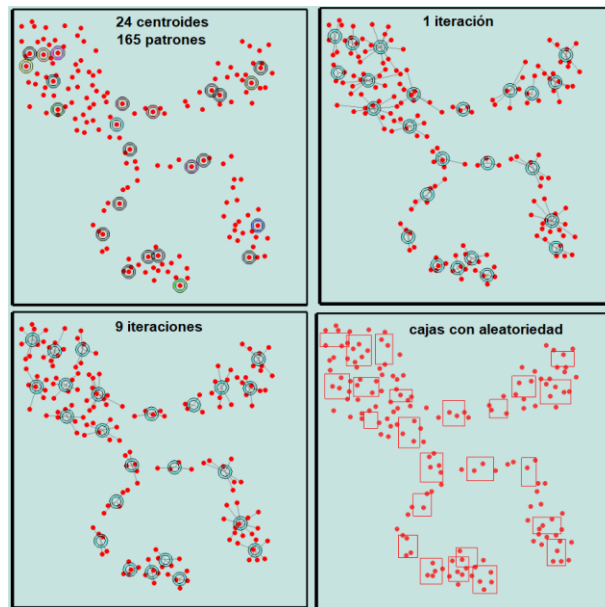 24 centroides
165 patrones
1 iteración
9 iteraciones
cajas con aleatoriedad